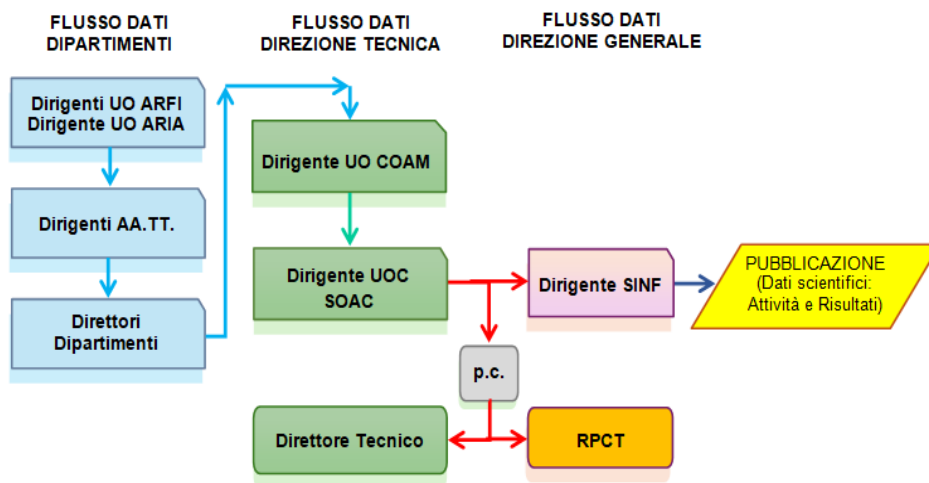 FLUSSO DATI
DIPARTIMENTI
FLUSSO DATI
DIREZIONE TECNICA
FLUSSO DATI
DIREZIONE GENERALE
Dirigenti UO ARFI
Dirigente UO ARIA
Dirigente UO COAM
Dirigenti AA.TT.
Dirigente UOC
SOAC
Dirigente SINF
PUBBLICAZIONE
(Dati scientifici:
Attività e Risultati)
Direttori
Dipartimenti
p.c.
Direttore Tecnico
RPCT